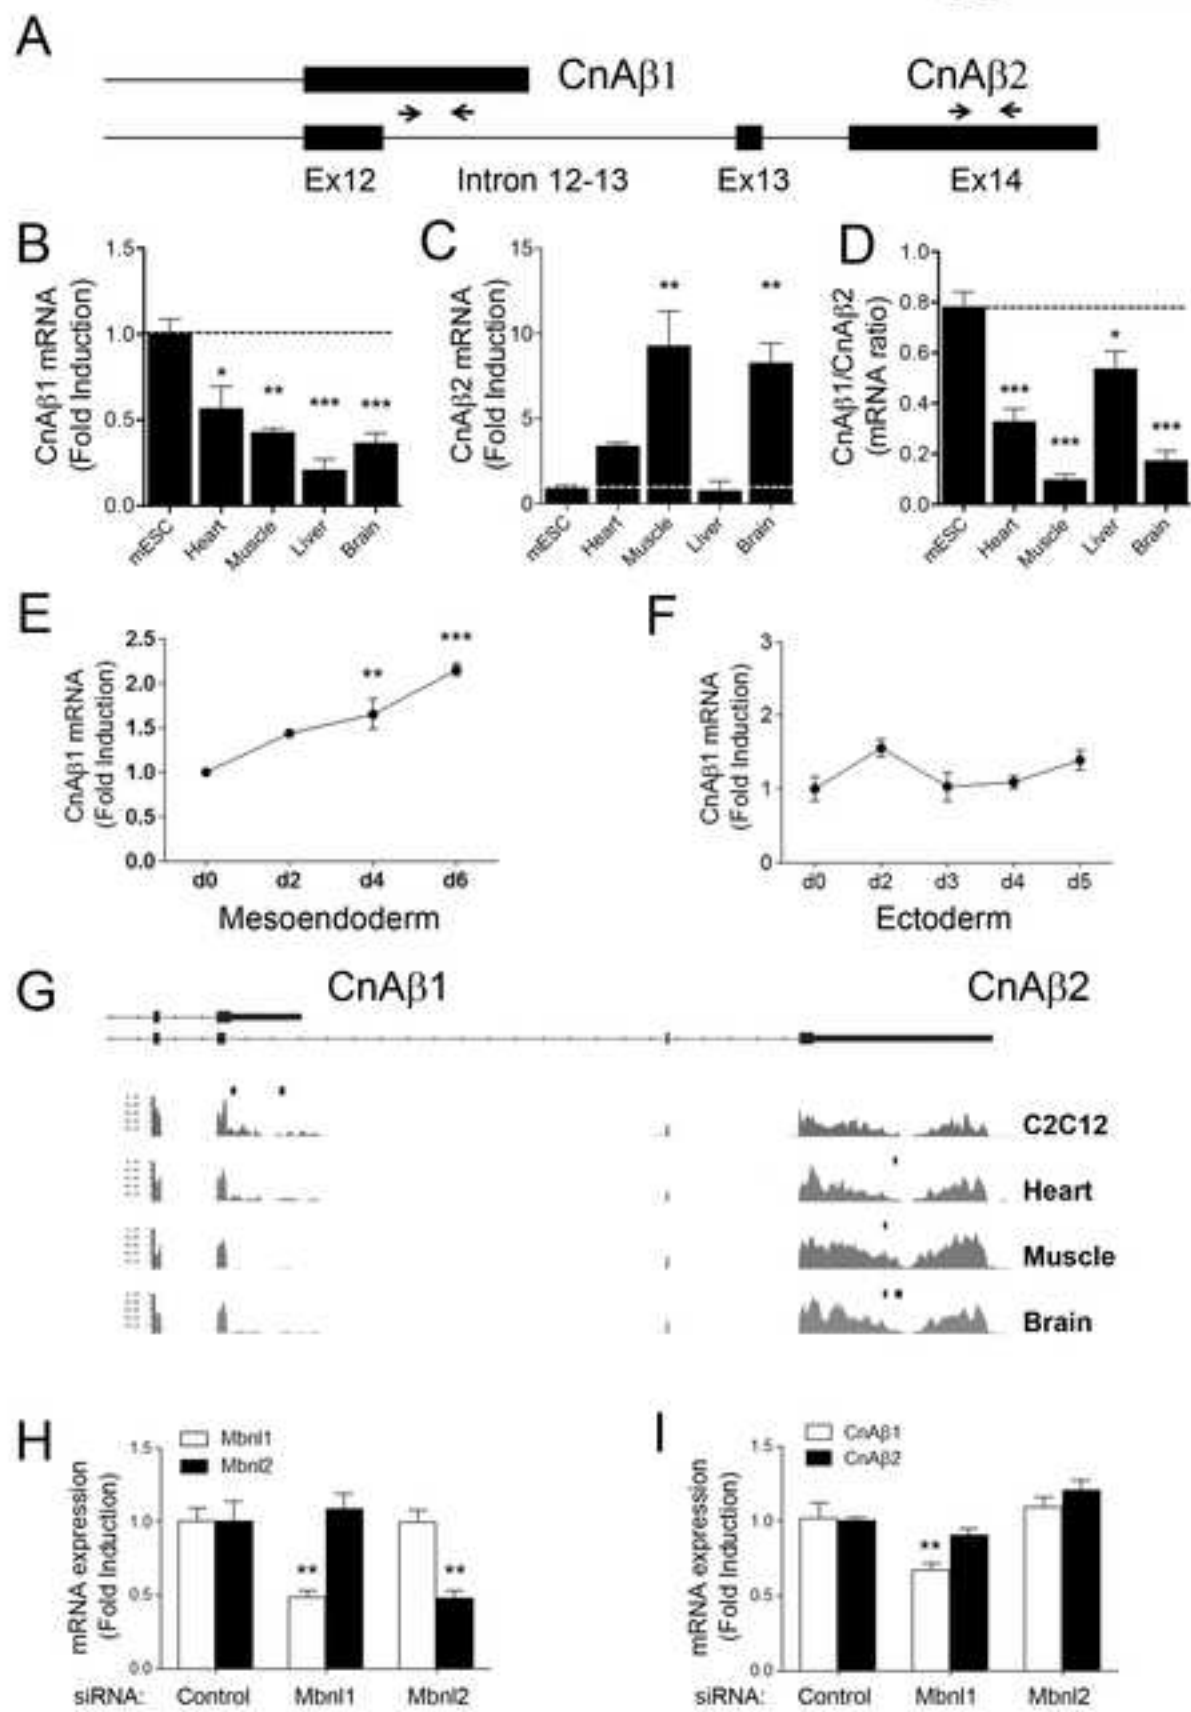 A
CnAβ1 CnAβ2
Ex12 Intron 12-13 Ex13 Ex14
B
CnAβ1 mRNA
(Fold Induction)
1.5
1.0
0.5
0.0
* ** *** ***
mESC Heart Muscle Liver Brain
C
CnAβ2 mRNA
(Fold Induction)
15
10
5
0
** **
mESC Heart Muscle Liver Brain
D
CnAβ1/CnAβ2
(mRNA ratio)
1.0
0.8
0.6
0.4
0.2
0.0
*** *** * ***
mESC Heart Muscle Liver Brain
E
CnAβ1 mRNA
(Fold Induction)
2.5
2.0
1.5
1.0
0.5
0.0
** ***
d0 d2 d4 d6
Mesoendoderm
F
CnAβ1 mRNA
(Fold Induction)
3
2
1
0
d0 d2 d3 d4 d5
Ectoderm
G
CnAβ1 CnAβ2
C2C12
Heart
Muscle
Brain
H
Mbnl1
Mbnl2
mRNA expression
(Fold Induction)
1.5
1.0
0.5
0.0
** **
siRNA: Control Mbnl1 Mbnl2
I
CnAβ1
CnAβ2
mRNA expression
(Fold Induction)
1.5
1.0
0.5
0.0
**
siRNA: Control Mbnl1 Mbnl2